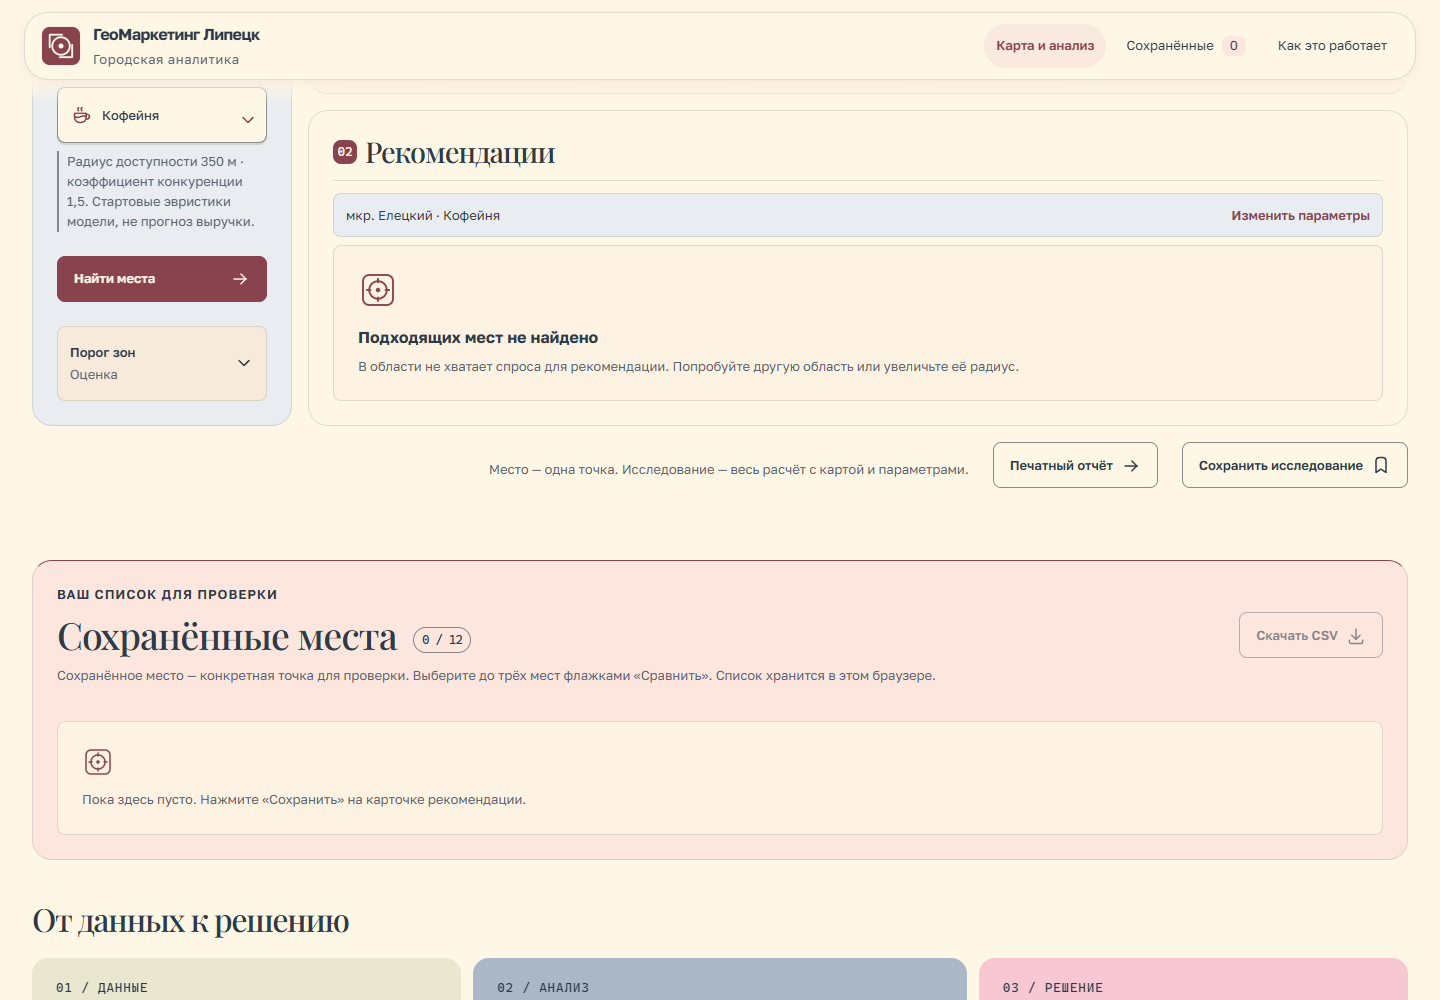 ГеоМаркетинг Липецк
Городская аналитика
Карта и анализ
Сохранённые 0
Как это работает
Кофейня
Радиус доступности 350 м ·
коэффициент конкуренции
1,5. Стартовые эвристики
модели, не прогноз выручки.
Найти места
Порог зон
Оценка
02 Рекомендации
мкр. Елецкий · Кофейня
Изменить параметры
Подходящих мест не найдено
В области не хватает спроса для рекомендации. Попробуйте другую область или увеличьте её радиус.
Место — одна точка. Исследование — весь расчёт с картой и параметрами.
Печатный отчёт
Сохранить исследование
ВАШ СПИСОК ДЛЯ ПРОВЕРКИ
Сохранённые места 0 / 12
Скачать CSV
Сохранённое место — конкретная точка для проверки. Выберите до трёх мест флажками «Сравнить». Список хранится в этом браузере.
Пока здесь пусто. Нажмите «Сохранить» на карточке рекомендации.
От данных к решению
01 / ДАННЫЕ
02 / АНАЛИЗ
03 / РЕШЕНИЕ